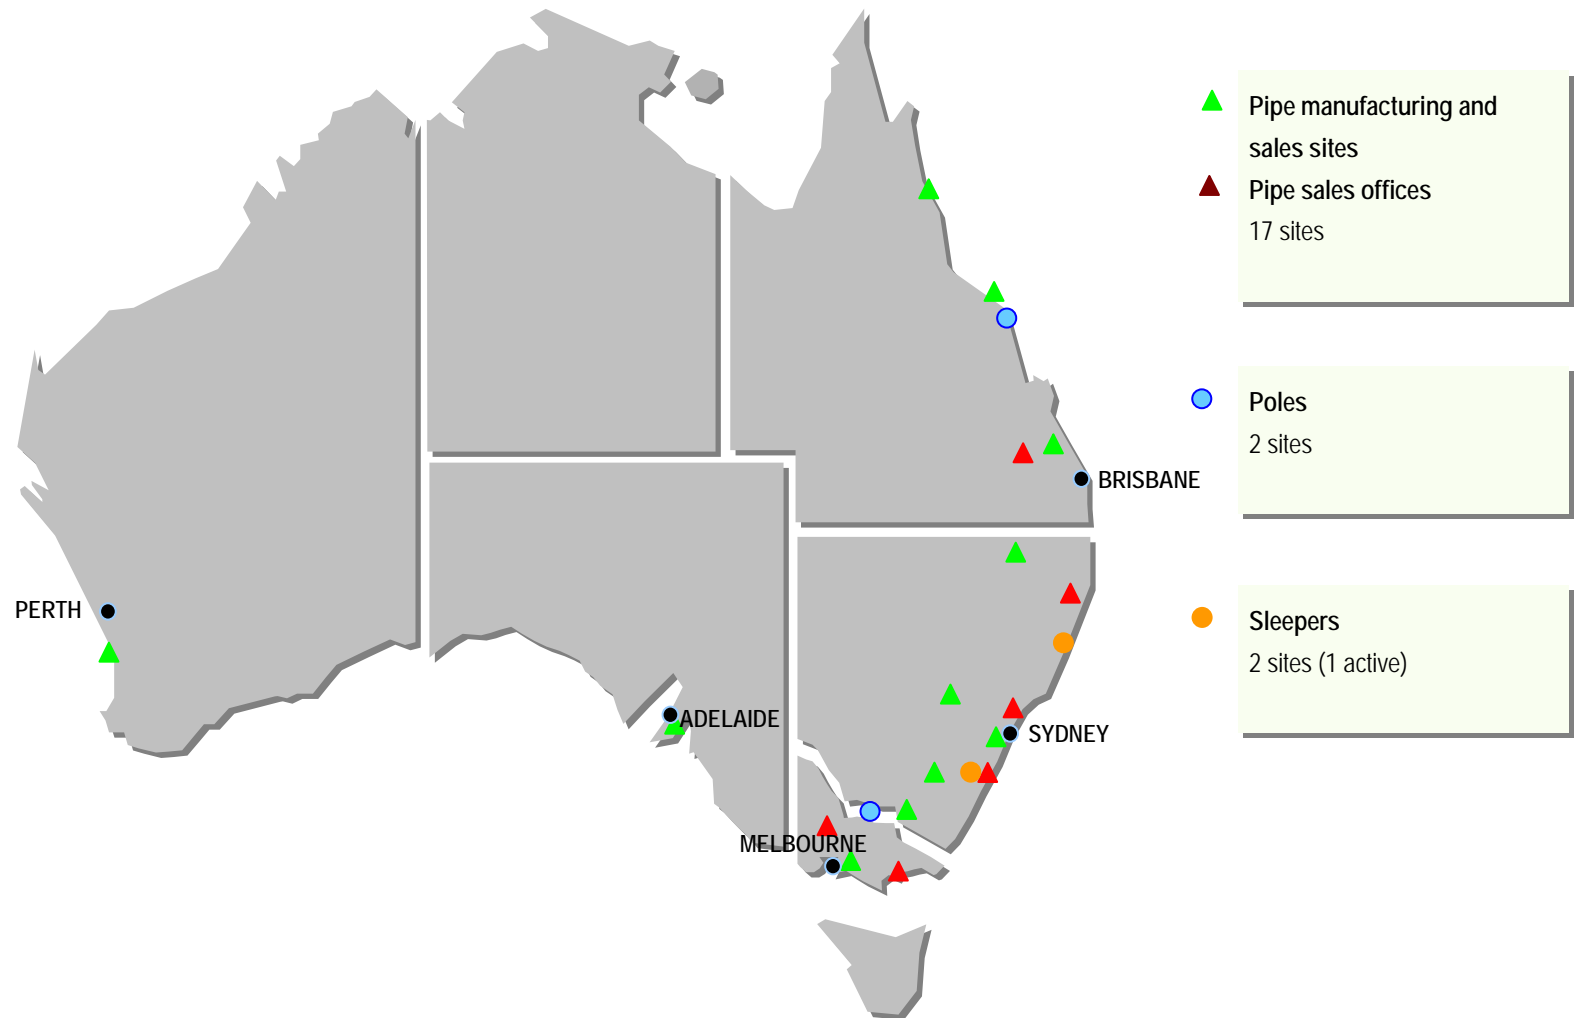 Pipe manufacturing and
sales sites
Pipe sales offices
17 sites
Poles
2 sites
BRISBANE
Sleepers
2 sites (1 active)
PERTH
ADELAIDE
SYDNEY
MELBOURNE